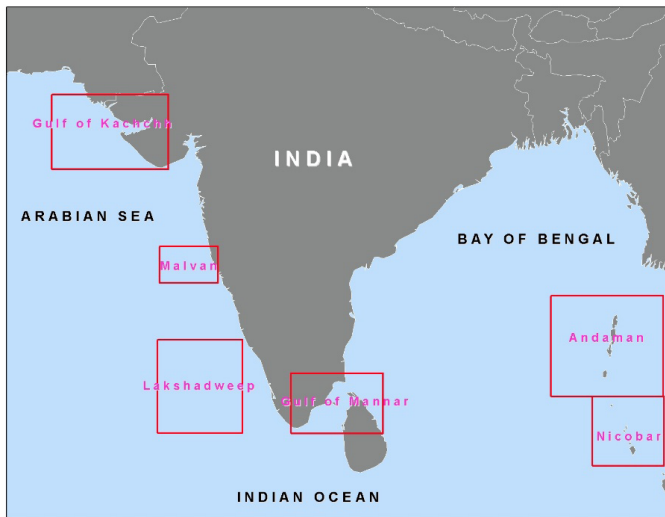 Gulf of Kachchh
INDIA
ARABIAN SEA
BAY OF BENGAL
Malvan
Andaman
Lakshadweep
Gulf of Mannar
Nicobar
INDIAN OCEAN